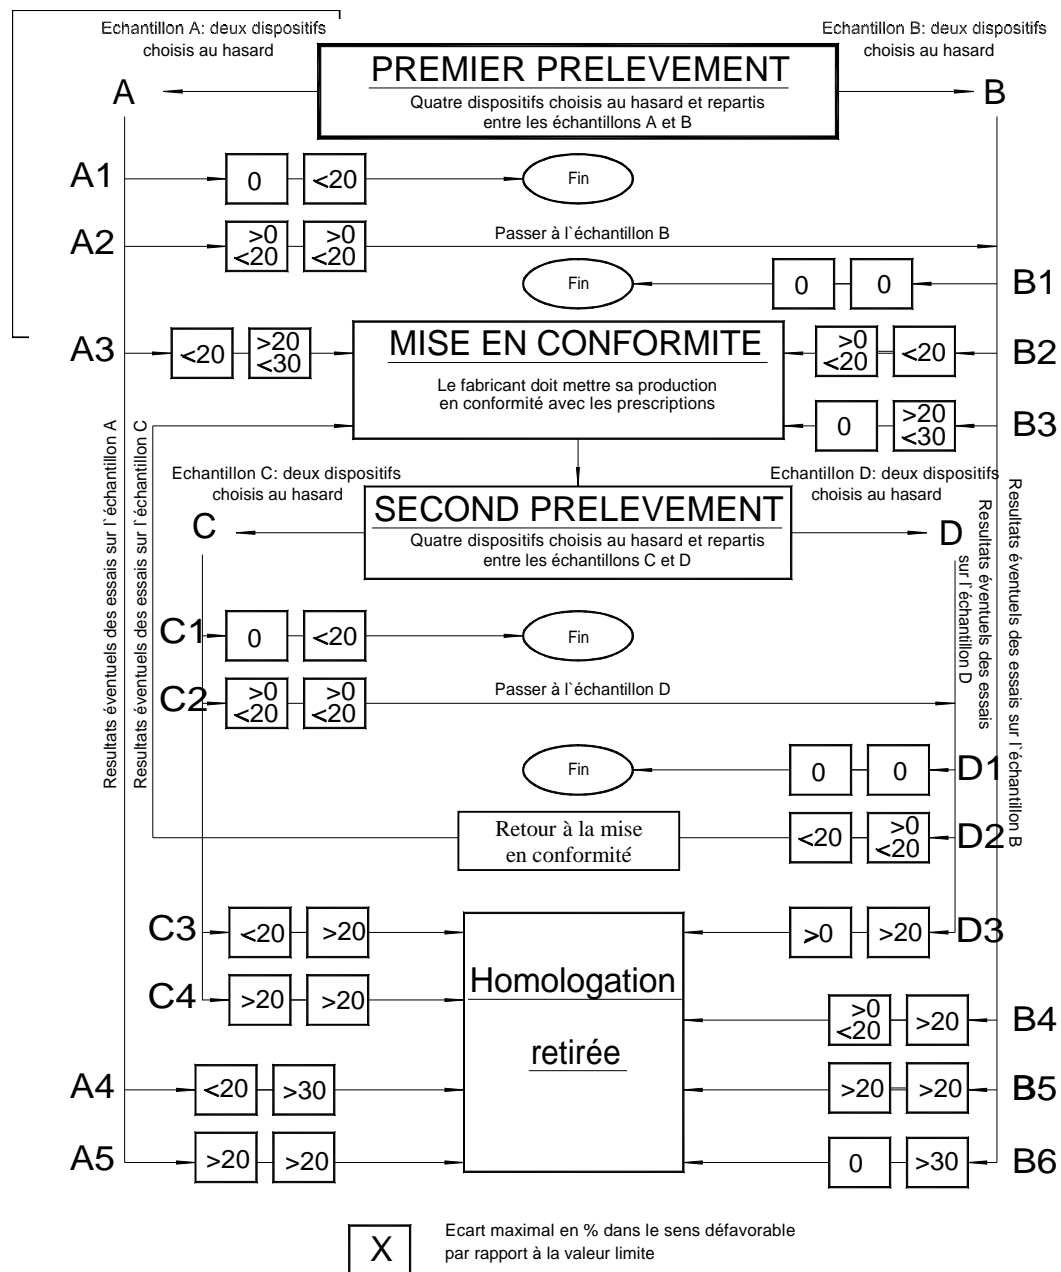 Echantillon A: deux dispositifs
choisis au hasard
Echantillon B: deux dispositifs
choisis au hasard
PREMIER PRELEVEMENT
Quatre dispositifs choisis au hasard et repartis
entre les échantillons A et B
A
B
A1
0
<20
Fin
A2
>0
<20
>0
<20
Passer à l`échantillon B
Fin
0
0
B1
A3
<20
>20
<30
MISE EN CONFORMITE
Le fabricant doit mettre sa production
en conformité avec les prescriptions
>0
<20
<20
B2
0
>20
<30
B3
Resultats éventuels des essais sur l`échantillon A
Resultats éventuels des essais sur l`échantillon C
Echantillon C: deux dispositifs
choisis au hasard
Echantillon D: deux dispositifs
choisis au hasard
SECOND PRELEVEMENT
Quatre dispositifs choisis au hasard et repartis
entre les échantillons C et D
C
D
Resultats éventuels des essais
sur l`échantillon D
Resultats éventuels des essais sur l`échantillon B
C1
0
<20
Fin
C2
>0
<20
>0
<20
Passer à l`échantillon D
Fin
0
0
D1
Retour à la mise
en conformité
<20
>0
<20
D2
C3
<20
>20
Homologation
retirée
>0
>20
D3
C4
>20
>20
>0
<20
>20
B4
A4
<20
>30
>20
>20
B5
A5
>20
>20
0
>30
B6
X
Ecart maximal en % dans le sens défavorable
par rapport à la valeur limite